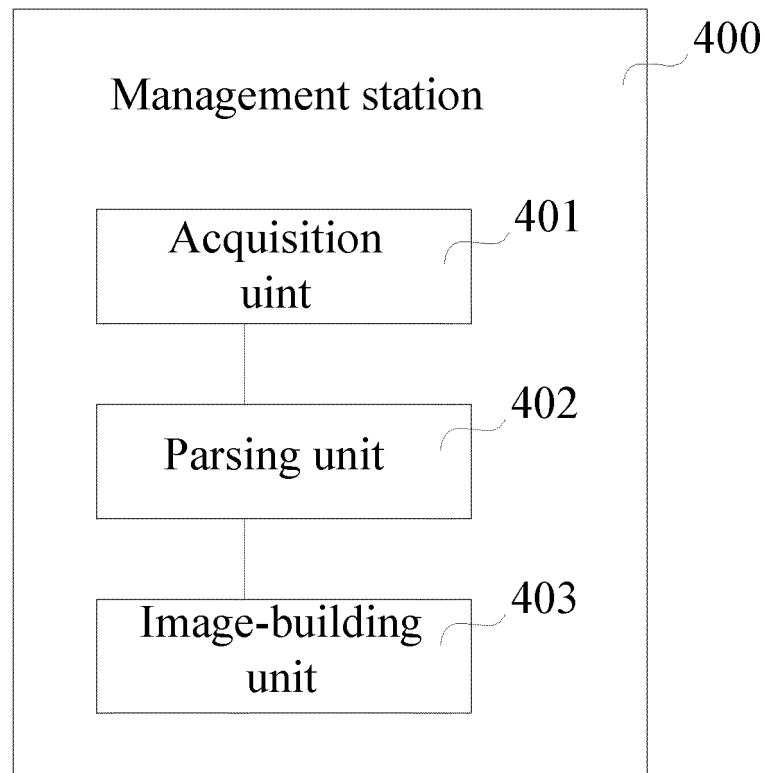 400
Management station
401
Acquisition
uint
402
Parsing unit
403
Image-building
unit